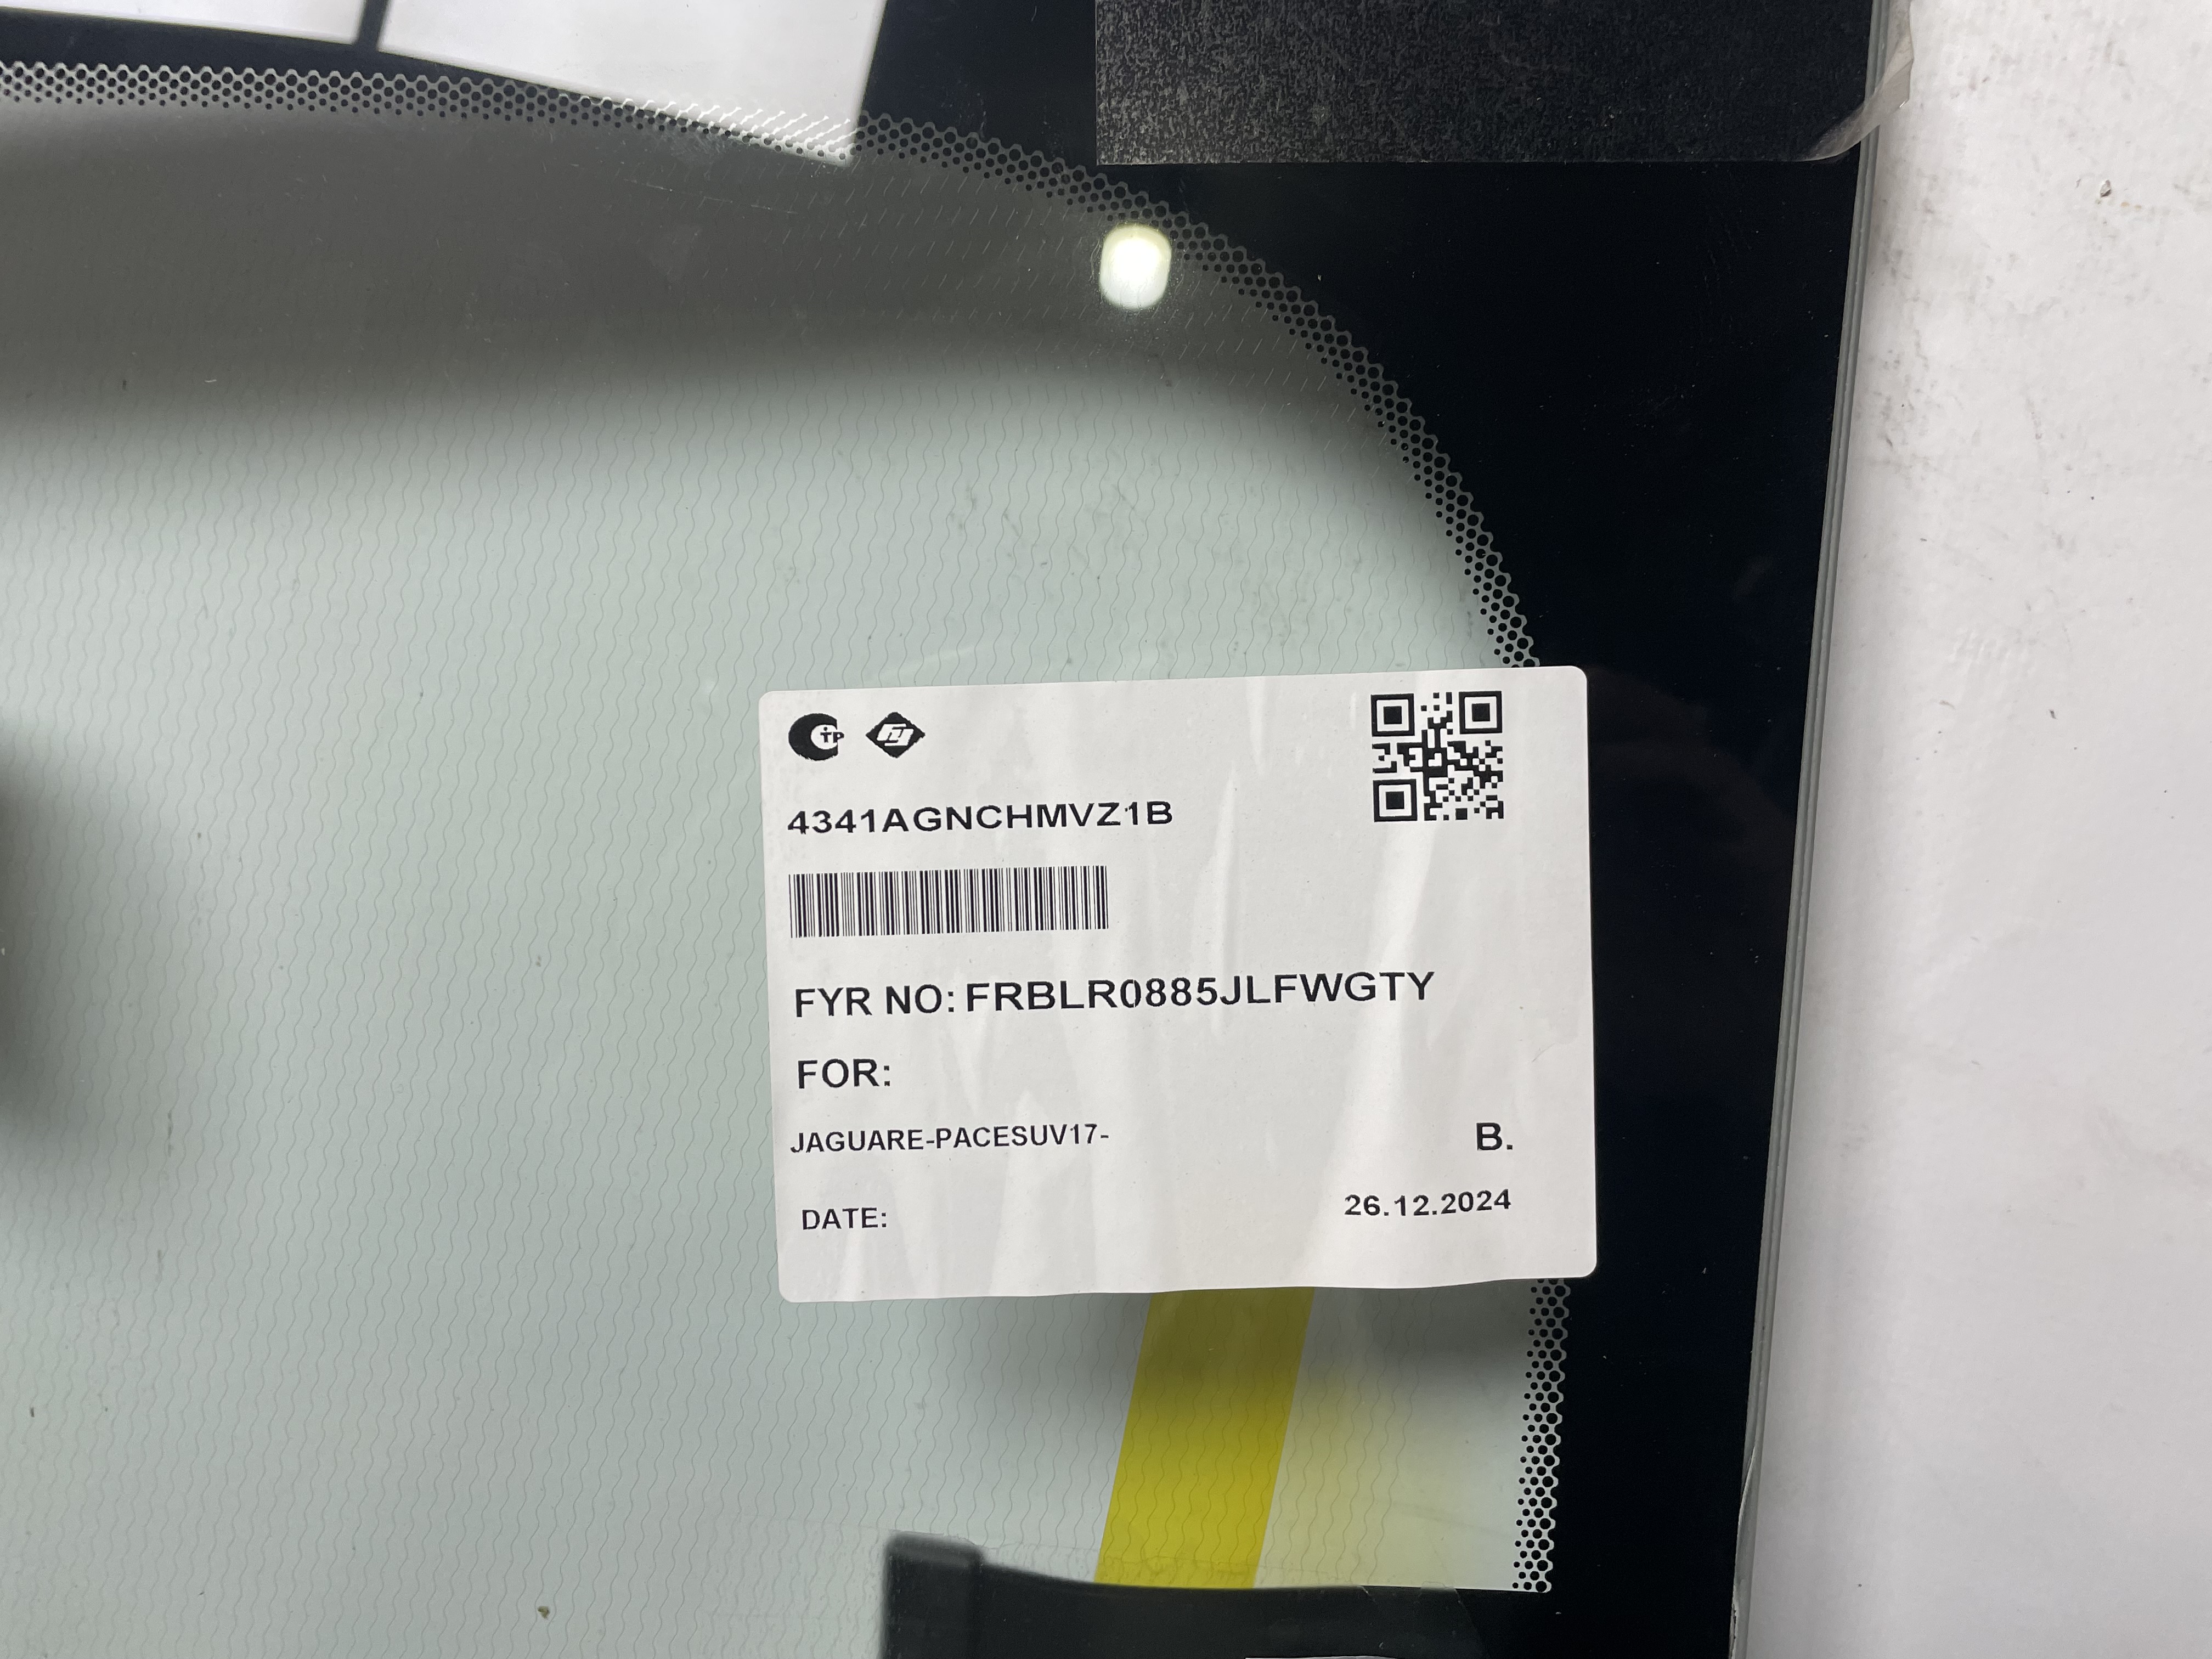 4341AGNCHMVZ1B
FYR NO: FRBLR0885JLFWGTY
FOR:
JAGUARE-PACESUV17-
B.
DATE:
26.12.2024